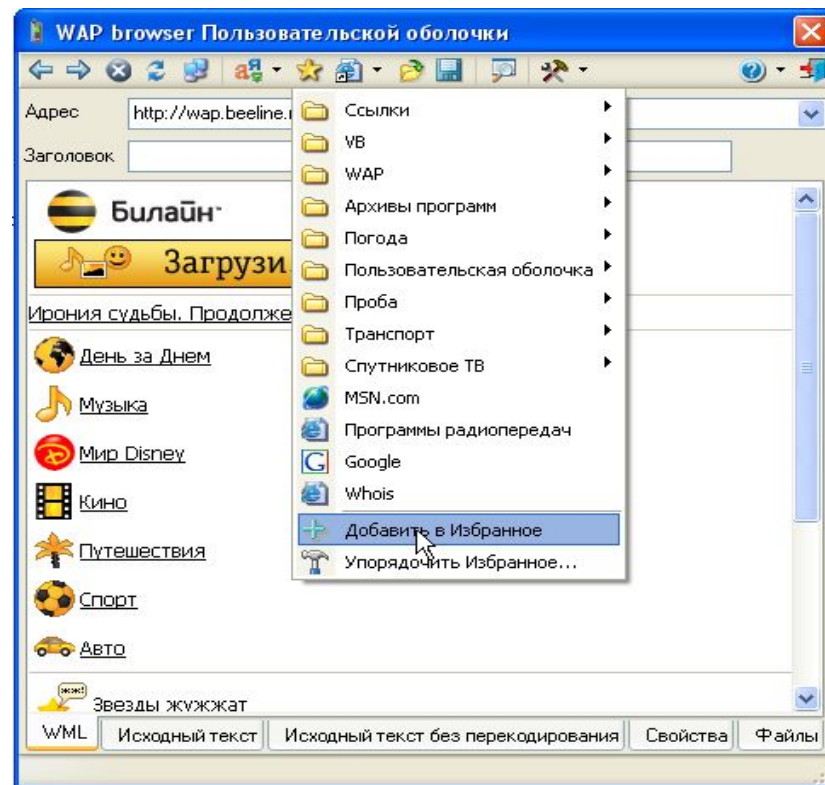 WAP browser Пользовательской оболочки
Адрес
http://wap.beeline.
Заголовок
Билайн
Загрузи
Ирония судьбы. Продолже
День за Днем
Музыка
Мир Disney
Кино
Путешествия
Спорт
Авто
жжж!
Звезды жужжат
Ссылки
VB
WAP
Архивы программ
Погода
Пользовательская оболочка
Проба
Транспорт
Спутниковое ТВ
MSN.com
Программы радиопередач
Google
Whois
Добавить в Избранное
Упорядочить Избранное...
WML
Исходный текст
Исходный текст без перекодирования
Свойства
Файлы